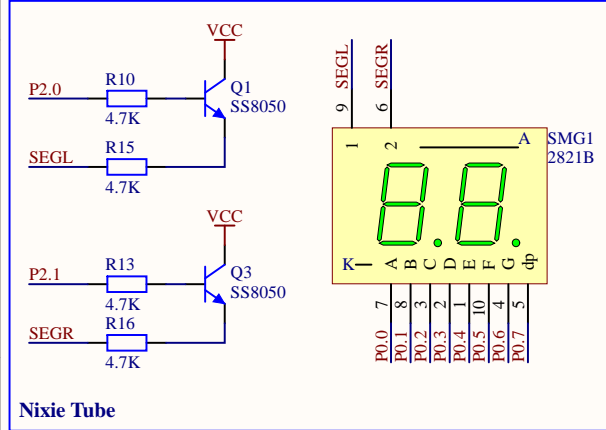 VCC
P2.0
R10
4.7K
Q1
SS8050
SEGL
R15
4.7K
VCC
P2.1
R13
4.7K
Q3
SS8050
SEGR
R16
4.7K
SEGL
SEGR
9
6
1
2
A
SMG1
2821B
K
A
B
C
D
E
F
G
dp
7
8
3
2
1
10
4
5
P0.0
P0.1
P0.2
P0.3
P0.4
P0.5
P0.6
P0.7
Nixie Tube